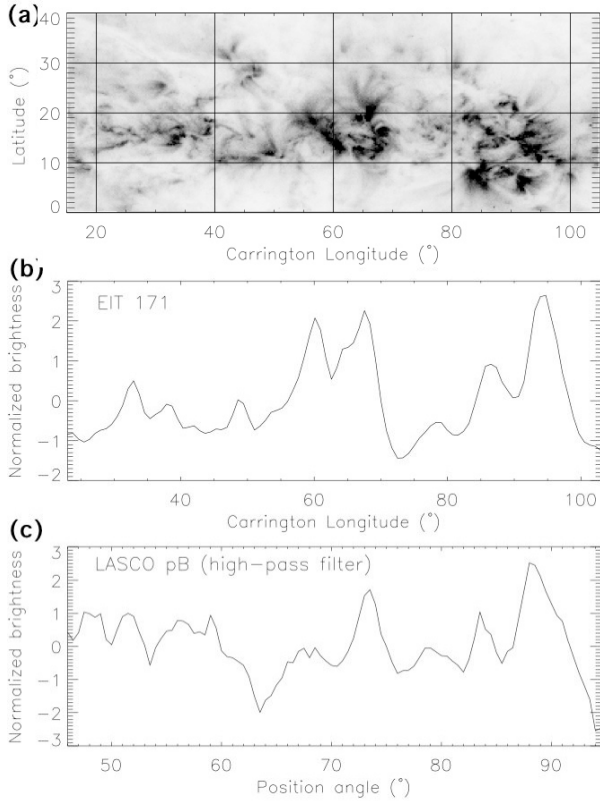 (a)
40
30
20
10
0
Latitude (°)
20 40 60 80 100
Carrington Longitude (°)
(b)
EIT 171
3
2
1
0
−1
−2
Normalized brightness
40 60 80 100
Carrington Longitude (°)
(c)
LASCO pB (high−pass filter)
3
2
1
0
−1
−2
−3
Normalized brightness
50 60 70 80 90
Position angle (°)